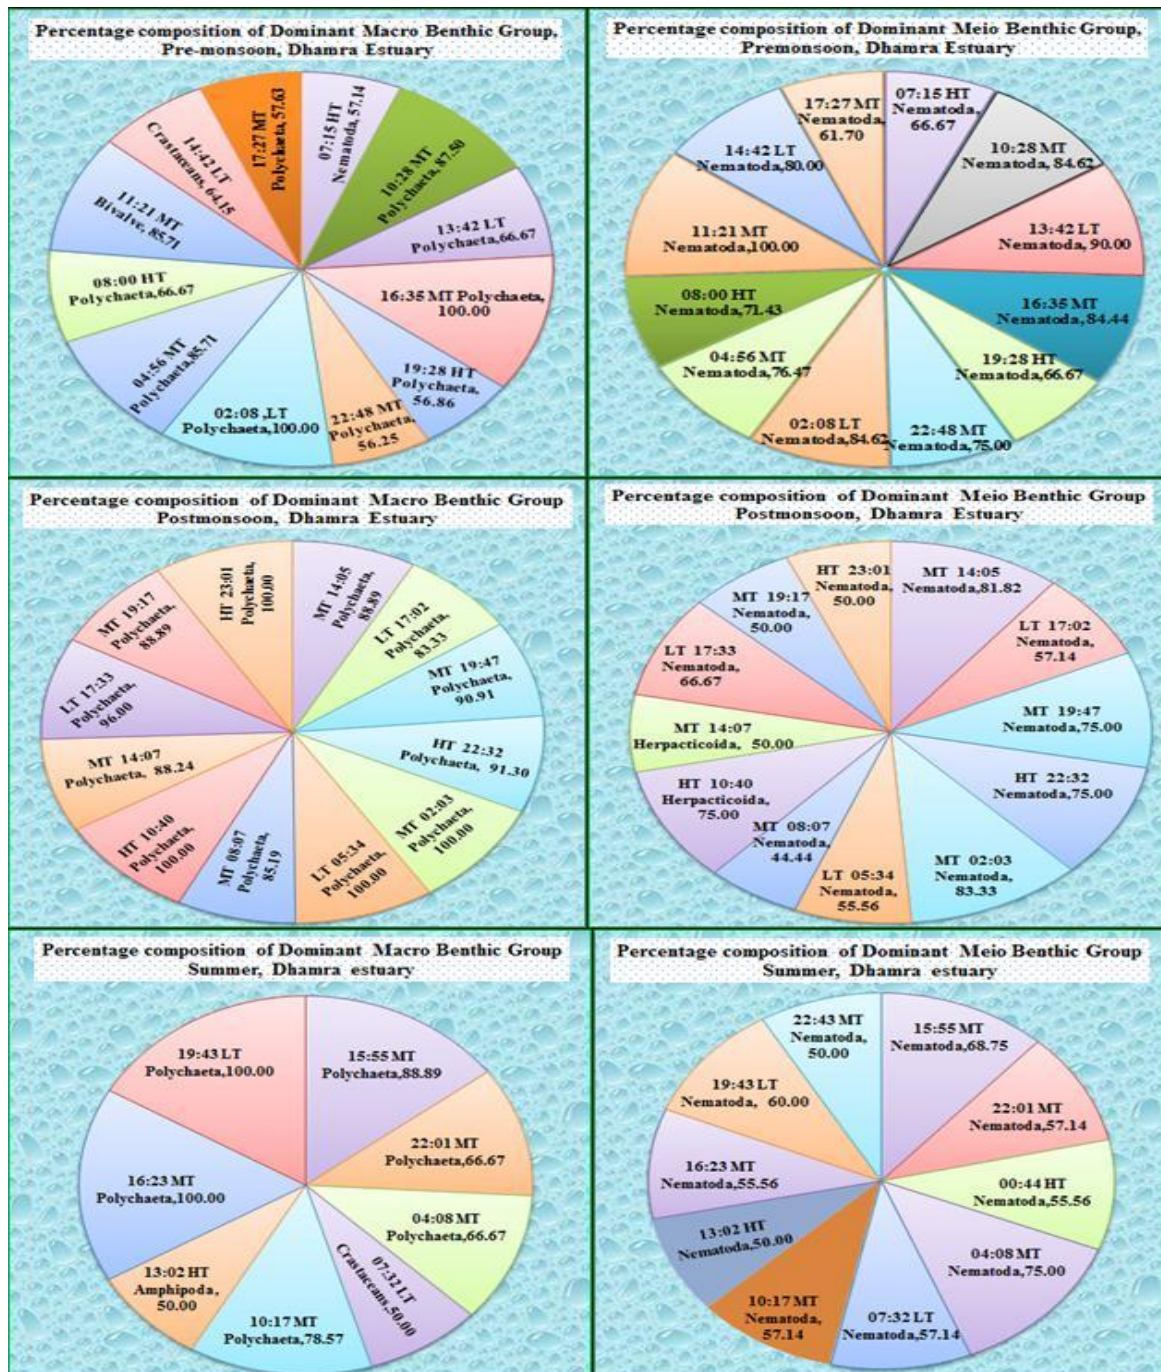 Percentage composition of Dominant Macro Benthic Group,
Pre-monsoon, Dhamra Estuary
07:15 HT
Nematoda, 57.14
10:28 MT
Polychaeta, 87.50
13:42 LT
Polychaeta,66.67
16:35 MT Polychaeta,
100.00
19:28 HT
Polychaeta,
56.86
22:48 MT
Polychaeta,
56.25
02:08 ,LT
Polychaeta,100.00
04:56 MT
Polychaeta,85.71
08:00 HT
Polychaeta,66.67
11:21 MT
Bivalve, 85.71
14:42 LT
Crastaceans, 64.15
17:27 MT
Polychaeta, 57.63
Percentage composition of Dominant Meio Benthic Group,
Premonsoon, Dhamra Estuary
07:15 HT
Nematoda,
66.67
10:28 MT
Nematoda, 84.62
13:42 LT
Nematoda, 90.00
16:35 MT
Nematoda, 84.44
19:28 HT
Nematoda,66.67
22:48 MT
Nematoda,75.00
02:08 LT
Nematoda,84.62
04:56 MT
Nematoda,76.47
08:00 HT
Nematoda,71.43
11:21 MT
Nematoda,100.00
14:42 LT
Nematoda,80.00
17:27 MT
Nematoda,
61.70
Percentage composition of Dominant Macro Benthic Group
Postmonsoon, Dhamra Estuary
MT 14:05
Polychaeta,
88.89
LT 17:02
Polychaeta,
83.33
MT 19:47
Polychaeta,
90.91
HT 22:32
Polychaeta, 91.30
MT 02:03
Polychaeta,
100.00
LT 05:34
Polychaeta,
100.00
MT 08:07
Polychaeta,
85.19
HT 10:40
Polychaeta,
100.00
MT 14:07
Polychaeta, 88.24
LT 17:33
Polychaeta,
96.00
MT 19:17
Polychaeta,
88.89
HT 23:01
Polychaeta,
100.00
Percentage composition of Dominant Meio Benthic Group
Postmonsoon, Dhamra Estuary
MT 14:05
Nematoda,81.82
LT 17:02
Nematoda,
57.14
MT 19:47
Nematoda,75.00
HT 22:32
Nematoda,75.00
MT 02:03
Nematoda,
83.33
LT 05:34
Nematoda,
55.56
MT 08:07
Nematoda,
44.44
HT 10:40
Herpacticoida,
75.00
MT 14:07
Herpacticoida, 50.00
LT 17:33
Nematoda,
66.67
MT 19:17
Nematoda,
50.00
HT 23:01
Nematoda,
50.00
Percentage composition of Dominant Macro Benthic Group
Summer, Dhamra estuary
15:55 MT
Polychaeta,88.89
22:01 MT
Polychaeta,66.67
04:08 MT
Polychaeta,66.67
07:32 LT
Crastaceans,50.00
10:17 MT
Polychaeta,78.57
13:02 HT
Amphipoda,
50.00
16:23 MT
Polychaeta,100.00
19:43 LT
Polychaeta,100.00
Percentage composition of Dominant Meio Benthic Group
Summer, Dhamra estuary
15:55 MT
Nematoda,68.75
22:01 MT
Nematoda,57.14
00:44 HT
Nematoda,55.56
04:08 MT
Nematoda,75.00
07:32 LT
Nematoda,57.14
10:17 MT
Nematoda,
57.14
13:02 HT
Nematoda,50.00
16:23 MT
Nematoda,55.56
19:43 LT
Nematoda, 60.00
22:43 MT
Nematoda,
50.00